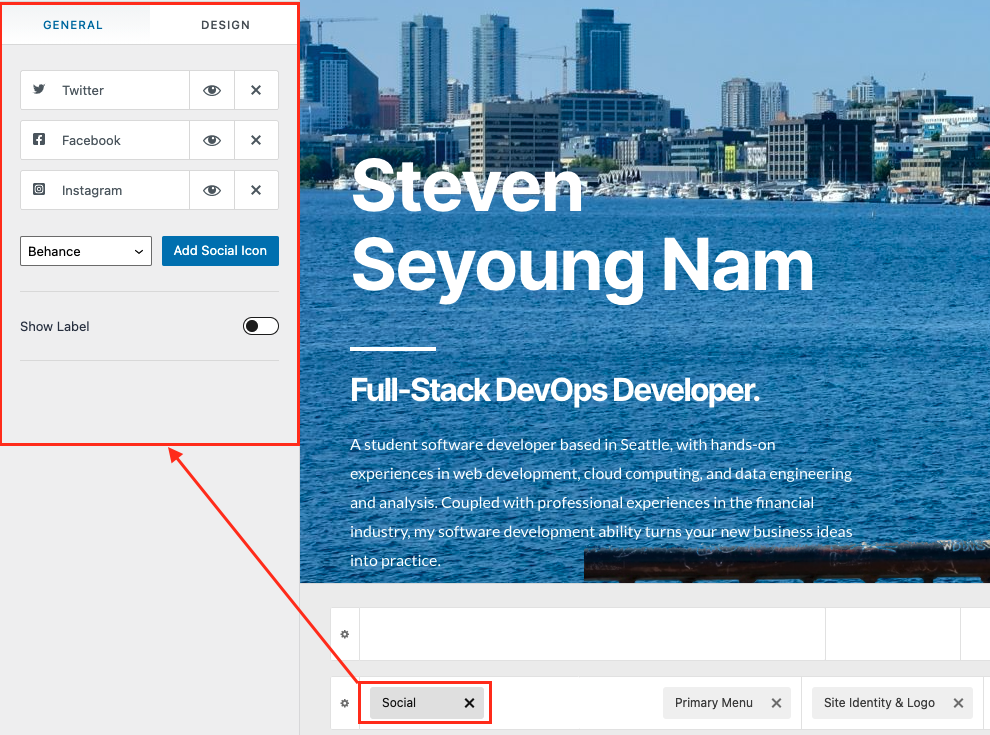 GENERAL
DESIGN
Twitter
Facebook
Instagram
Behance
Add Social Icon
Show Label
Steven
Seyoung Nam
Full-Stack DevOps Developer.
A student software developer based in Seattle, with hands-on
experiences in web development, cloud computing, and data engineering
and analysis. Coupled with professional experiences in the financial
industry, my software development ability turns your new business ideas
into practice.
Social
Primary Menu
Site Identity & Logo